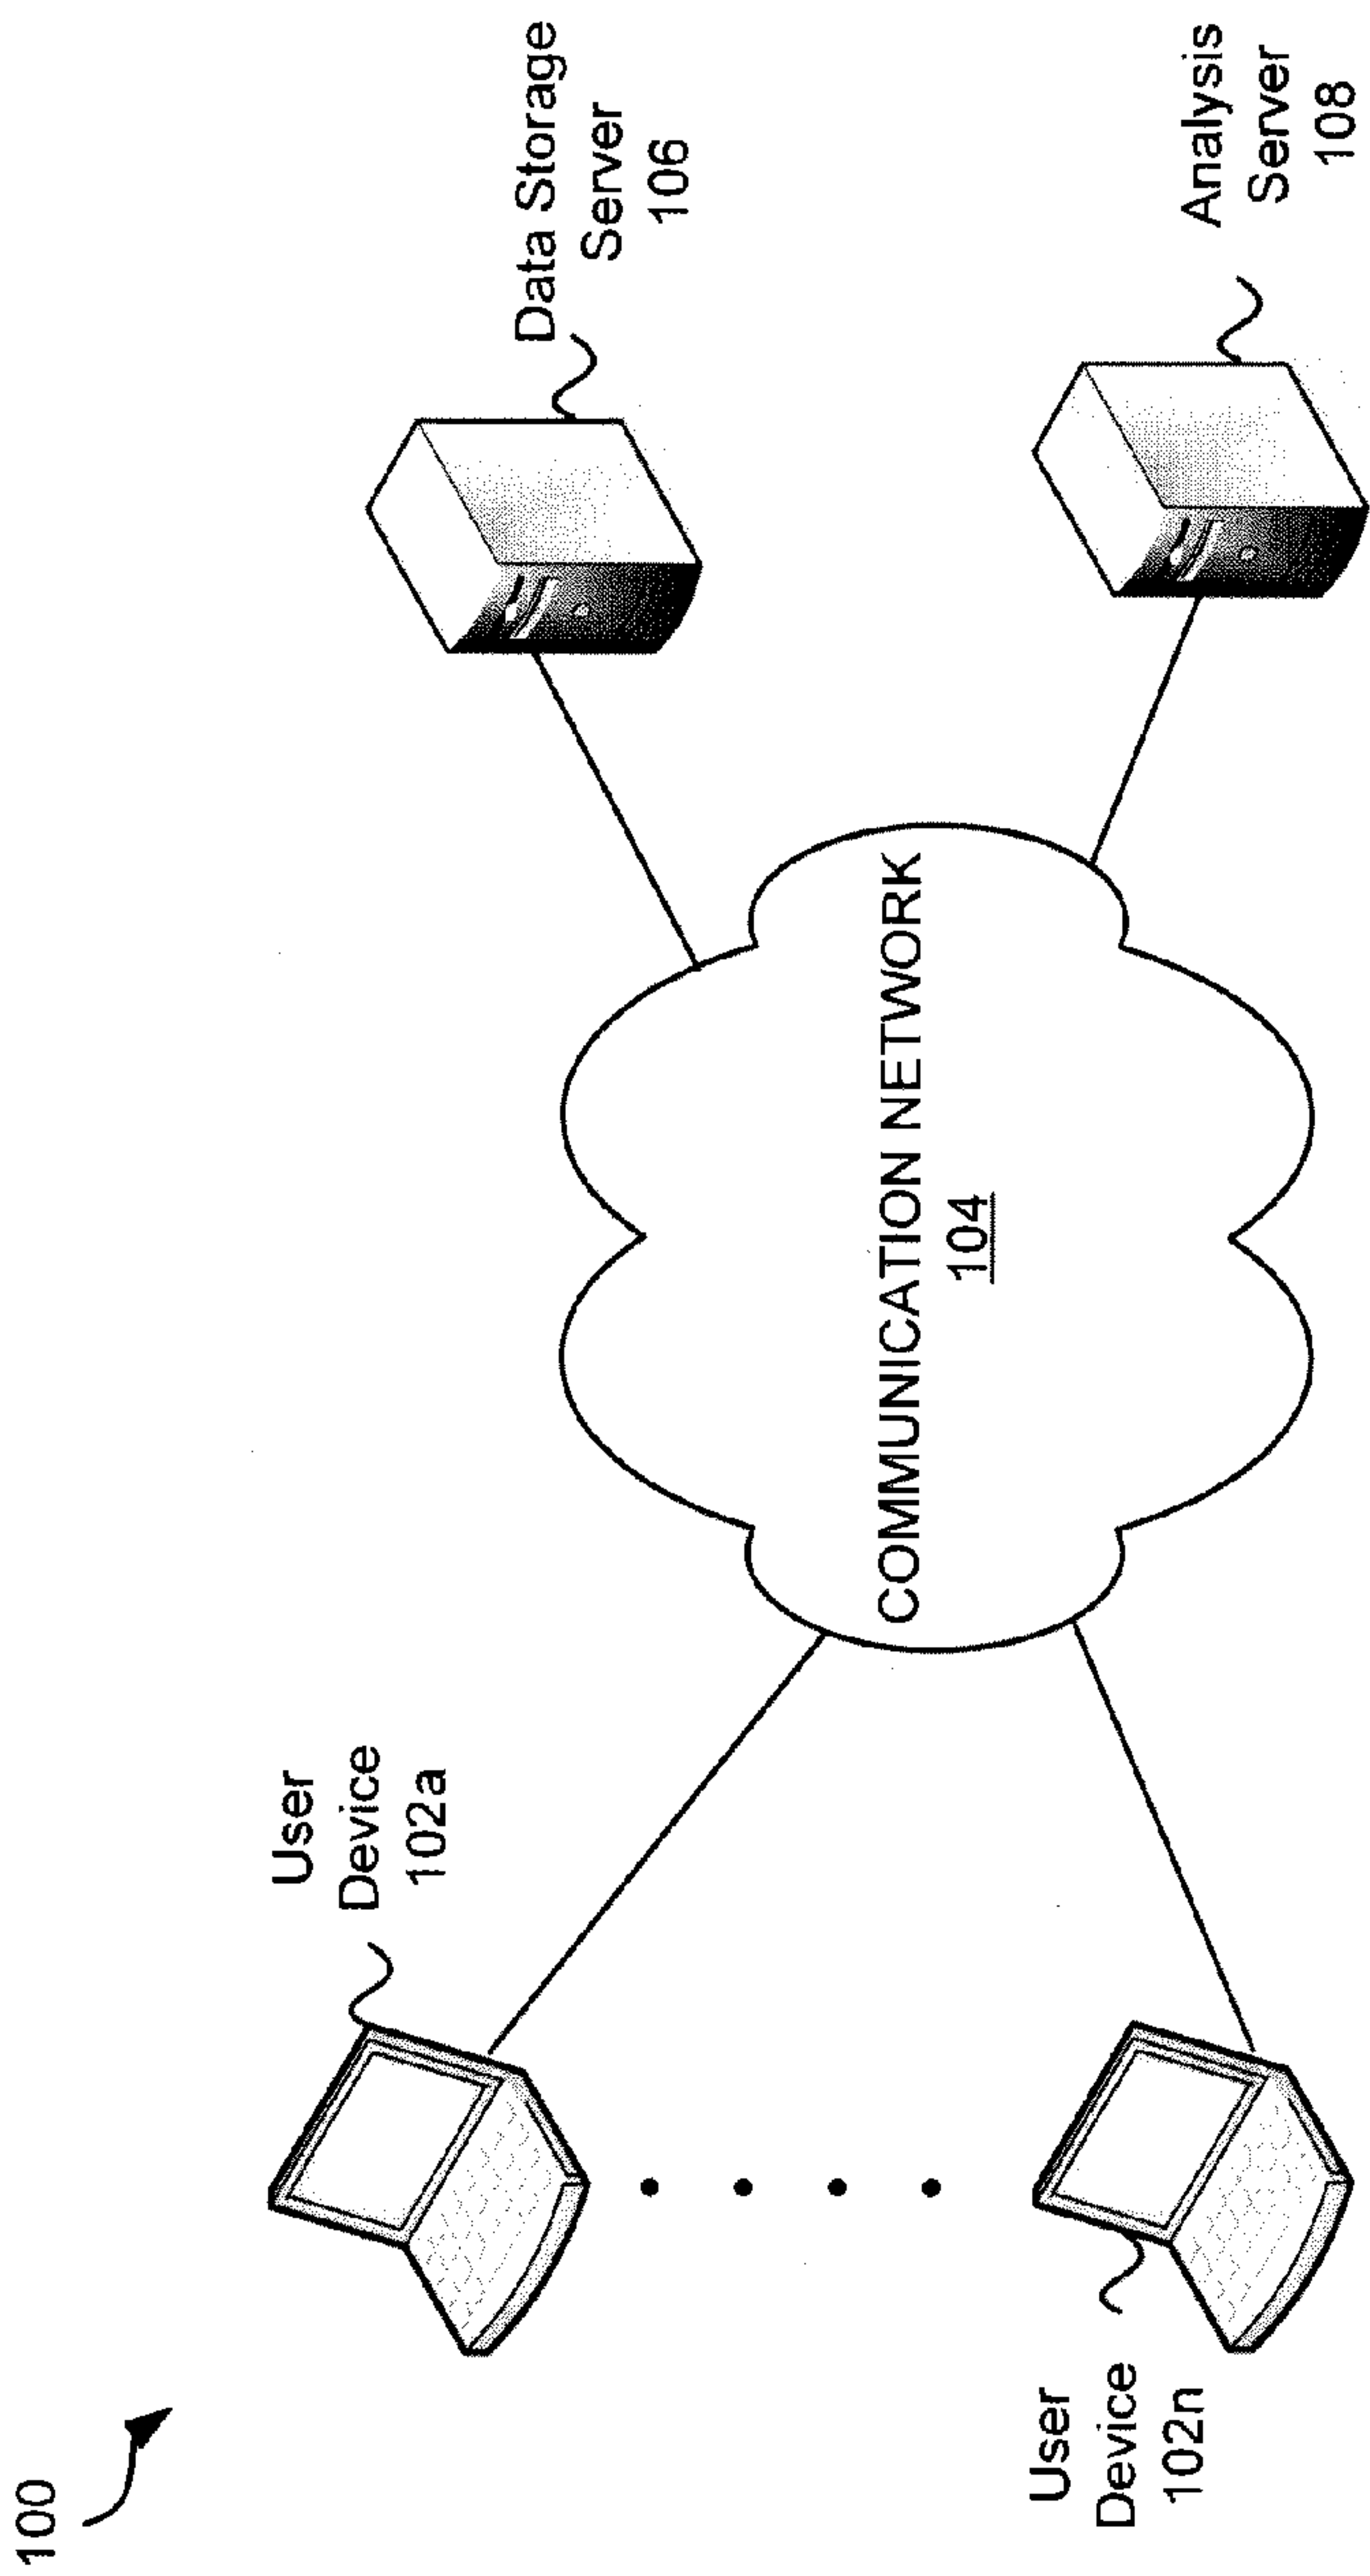 100
User
Device
102a
Data Storage
Server
106
COMMUNICATION NETWORK
104
User
Device
102n
Analysis
Server
108